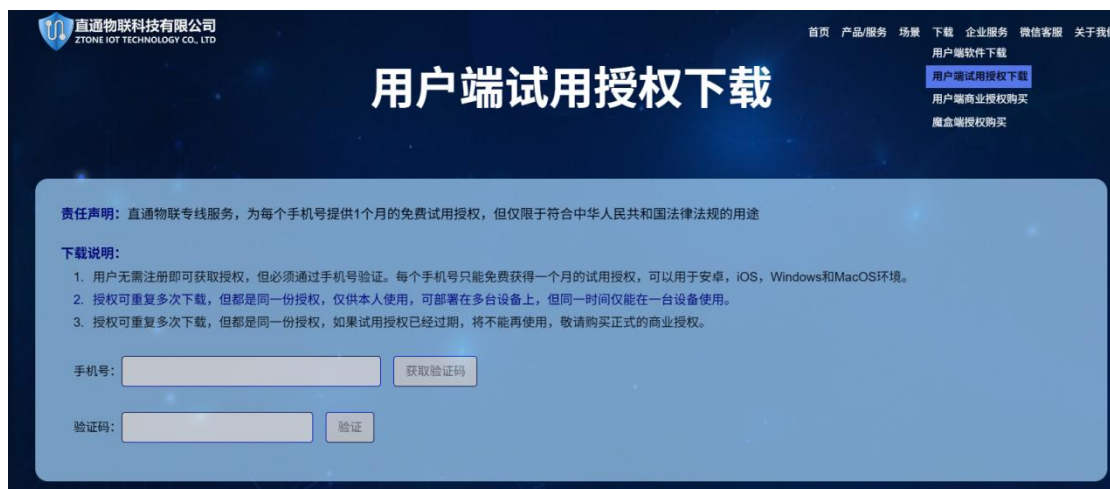 直通物联科技有限公司
ZTONE IOT TECHNOLOGY CO., LTD
首页 产品/服务 场景 下载 企业服务 微信客服 关于我们
用户端软件下载
用户端试用授权下载
用户端商业授权购买
魔盒端授权购买
用户端试用授权下载
责任声明：直通物联专线服务，为每个手机号提供1个月的免费试用授权，但仅限于符合中华人民共和国法律法规的用途
下载说明：
1. 用户无需注册即可获取授权，但必须通过手机号验证。每个手机号只能免费获得一个月的试用授权，可以用于安卓，iOS，Windows和MacOS环境。
2. 授权可重复多次下载，但都是同一份授权，仅供本人使用，可部署在多台设备上，但同一时间仅能在一台设备使用。
3. 授权可重复多次下载，但都是同一份授权，如果试用授权已经过期，将不能再使用，敬请购买正式的商业授权。
手机号： 获取验证码
验证码： 验证